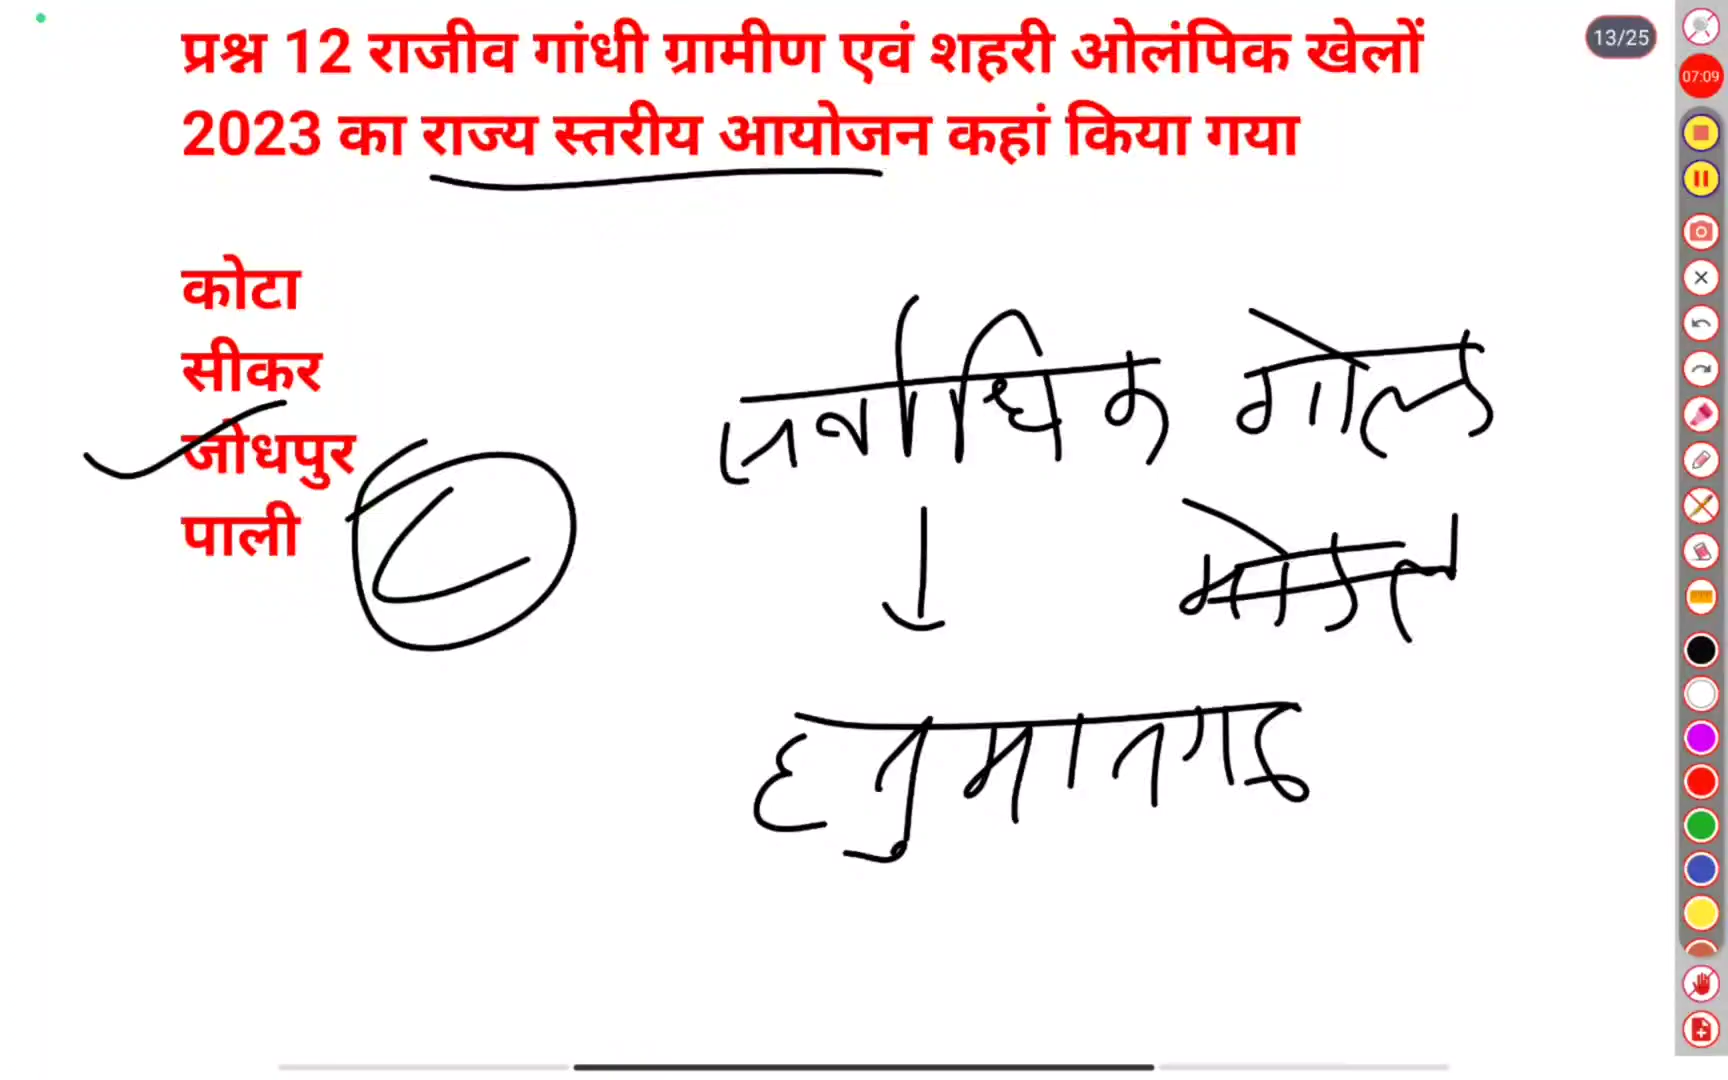 प्रश्न 12 राजीव गांधी ग्रामीण एवं शहरी ओलंपिक खेलों
2023 का राज्य स्तरीय आयोजन कहां किया गया
13/25
07:09
कोटा
सीकर
जोधपुर
पाली
C
सर्वाधिक गोल्ड
हनुमानगढ